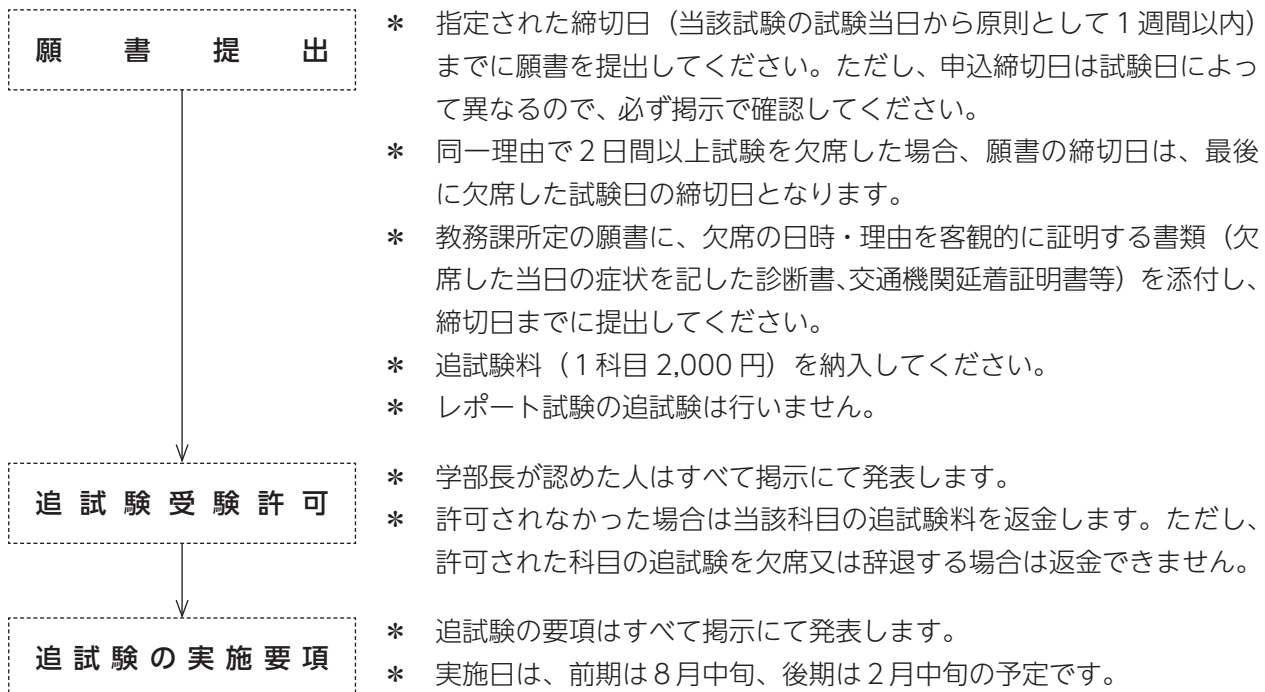 願書提出
＊　指定された締切日（当該試験の試験当日から原則として１週間以内）
までに願書を提出してください。ただし、申込締切日は試験日によっ
て異なるので、必ず掲示で確認してください。
＊　同一理由で２日間以上試験を欠席した場合、願書の締切日は、最後
に欠席した試験日の締切日となります。
＊　教務課所定の願書に、欠席の日時・理由を客観的に証明する書類（欠
席した当日の症状を記した診断書、交通機関延着証明書等）を添付し、
締切日までに提出してください。
＊　追試験料（１科目 2,000 円）を納入してください。
＊　レポート試験の追試験は行いません。
追試験受験許可
＊　学部長が認めた人はすべて掲示にて発表します。
＊　許可されなかった場合は当該科目の追試験料を返金します。ただし、
許可された科目の追試験を欠席又は辞退する場合は返金できません。
追試験の実施要項
＊　追試験の要項はすべて掲示にて発表します。
＊　実施日は、前期は８月中旬、後期は２月中旬の予定です。